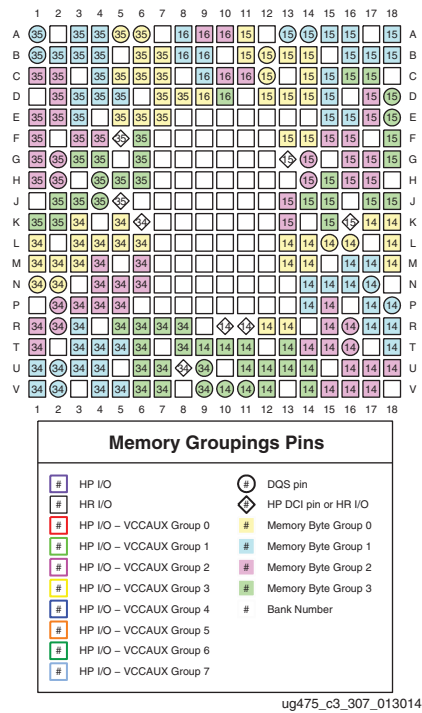 1 2 3 4 5 6 7 8 9 10 11 12 13 14 15 16 17 18
A 35 35 35 35 35 16 16 16 15 15 15 15 15 15 A
B 35 35 35 35 35 35 16 16 15 15 15 15 15 15 15 B
C 35 35 35 35 35 35 16 16 16 15 15 15 15 15 C
D 35 35 35 35 35 35 16 16 15 15 15 15 15 D
E 35 35 35 35 35 35 15 15 15 15 E
F 35 35 35 35 35 15 15 15 15 15 F
G 35 35 35 35 35 15 15 15 15 15 G
H 35 35 35 35 35 15 15 15 15 H
J 35 35 35 35 15 15 15 15 15 J
K 35 35 34 34 34 15 15 15 14 14 K
L 34 34 34 34 34 14 14 14 14 14 L
M 34 34 34 34 34 14 14 14 14 14 M
N 34 34 34 34 34 14 14 14 14 N
P 34 34 34 34 14 14 14 14 P
R 34 34 34 34 34 34 34 14 14 14 14 14 14 14 14 R
T 34 34 34 34 34 34 14 14 14 14 14 14 14 14 T
U 34 34 34 34 34 34 34 34 14 14 14 14 14 14 14 U
V 34 34 34 34 34 34 14 14 14 14 14 14 14 14 V
1 2 3 4 5 6 7 8 9 10 11 12 13 14 15 16 17 18
Memory Groupings Pins
# HP I/O
# HR I/O
# HP I/O – VCCAUX Group 0
# HP I/O – VCCAUX Group 1
# HP I/O – VCCAUX Group 2
# HP I/O – VCCAUX Group 3
# HP I/O – VCCAUX Group 4
# HP I/O – VCCAUX Group 5
# HP I/O – VCCAUX Group 6
# HP I/O – VCCAUX Group 7
# DQS pin
# HP DCI pin or HR I/O
# Memory Byte Group 0
# Memory Byte Group 1
# Memory Byte Group 2
# Memory Byte Group 3
# Bank Number
ug475_c3_307_013014